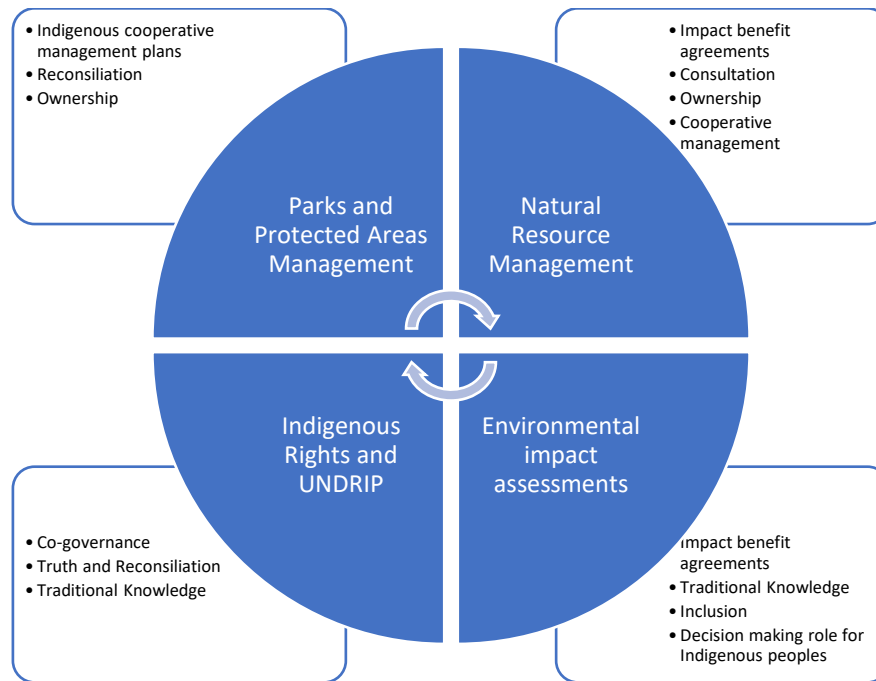 • Indigenous cooperative
management plans
• Reconsiliation
• Ownership
• Impact benefit
agreements
• Consultation
• Ownership
• Cooperative
management
Parks and
Protected Areas
Management
Natural
Resource
Management
Indigenous
Rights and
UNDRIP
Environmental
impact
assessments
• Co-governance
• Truth and Reconciliation
• Traditional Knowledge
Impact benefit
agreements
• Traditional Knowledge
• Inclusion
• Decision making role for
Indigenous peoples